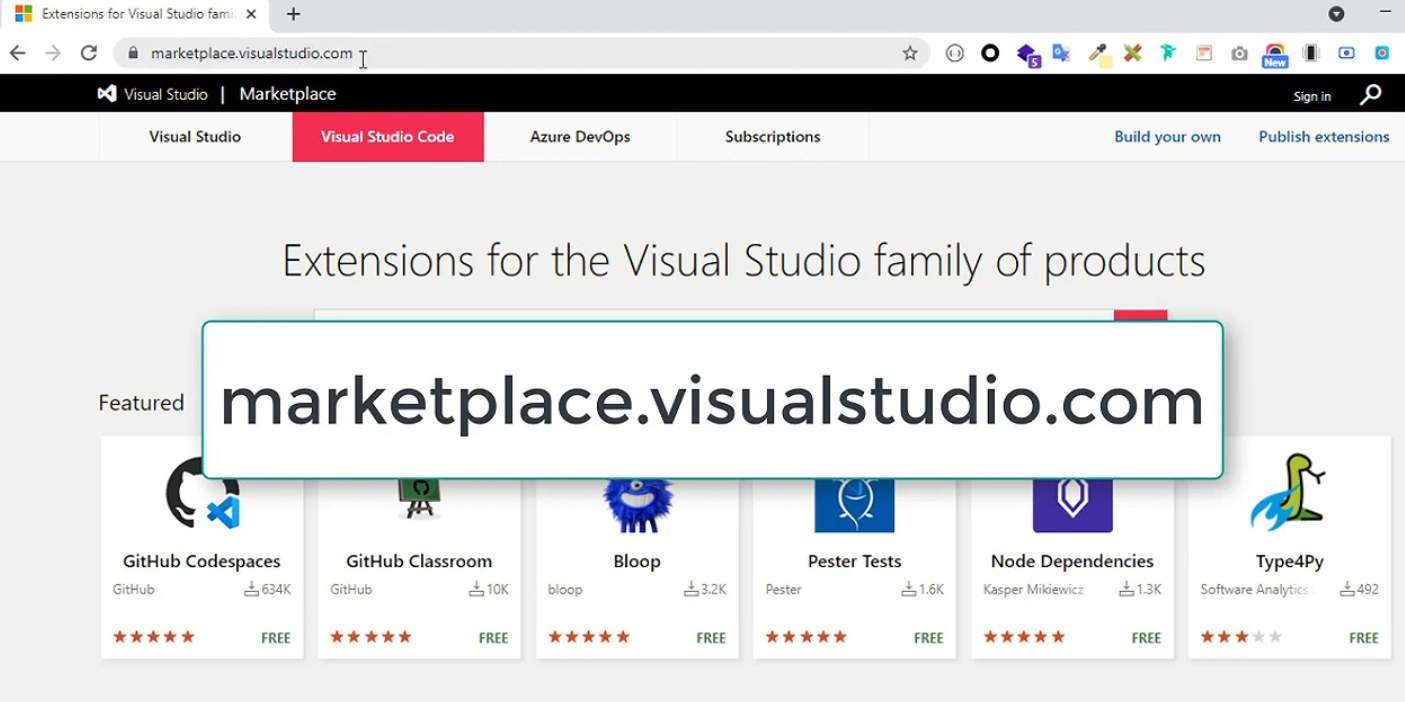 Extensions for Visual Studio famil
marketplace.visualstudio.com
5
New
Visual Studio | Marketplace
Sign in
Visual Studio
Visual Studio Code
Azure DevOps
Subscriptions
Build your own
Publish extensions
Extensions for the Visual Studio family of products
Featured
marketplace.visualstudio.com
GitHub Codespaces
GitHub 634K
FREE
GitHub Classroom
GitHub 10K
FREE
Bloop
bloop 3.2K
FREE
Pester Tests
Pester 1.6K
FREE
Node Dependencies
Kasper Mikiewicz 1.3K
FREE
Type4Py
Software Analytics 492
FREE